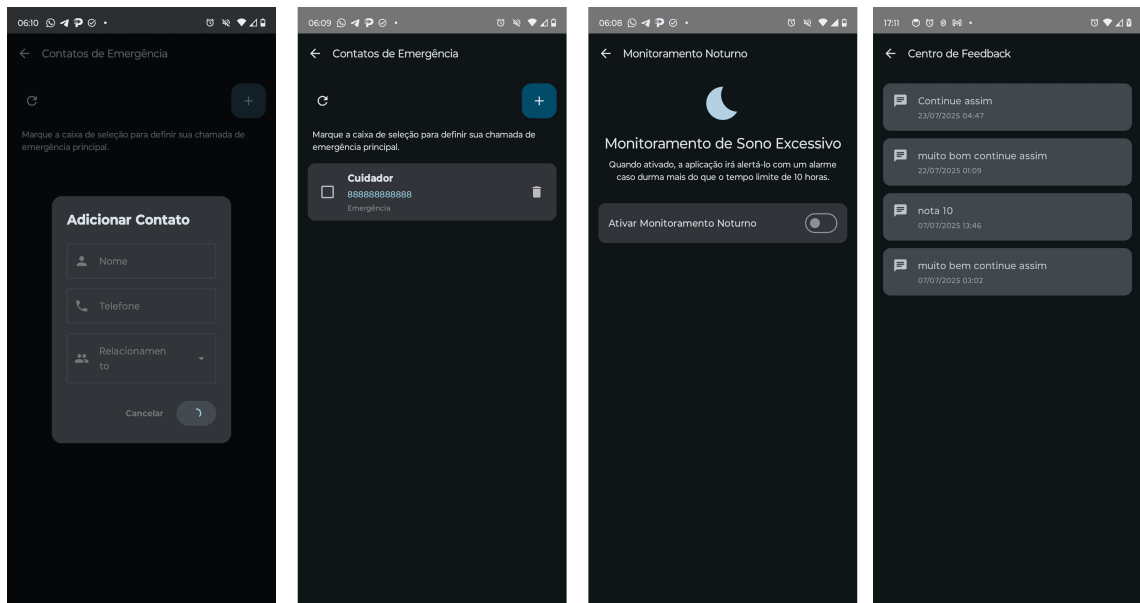 06:10
Contatos de Emergência
Marque a caixa de seleção para definir sua chamada de
emergência principal.
Adicionar Contato
Nome
Telefone
Relacionamen
to
Cancelar
06:09
Contatos de Emergência
Marque a caixa de seleção para definir sua chamada de
emergência principal.
Cuidador
888888888888
Emergência
06:08
Monitoramento Noturno
Monitoramento de Sono Excessivo
Quando ativado, a aplicação irá alertá-lo com um alarme
caso durma mais do que o tempo limite de 10 horas.
Ativar Monitoramento Noturno
17:11
Centro de Feedback
Continue assim
23/07/2025 04:47
muito bom continue assim
22/07/2025 01:09
nota 10
07/07/2025 13:46
muito bem continue assim
07/07/2025 03:02